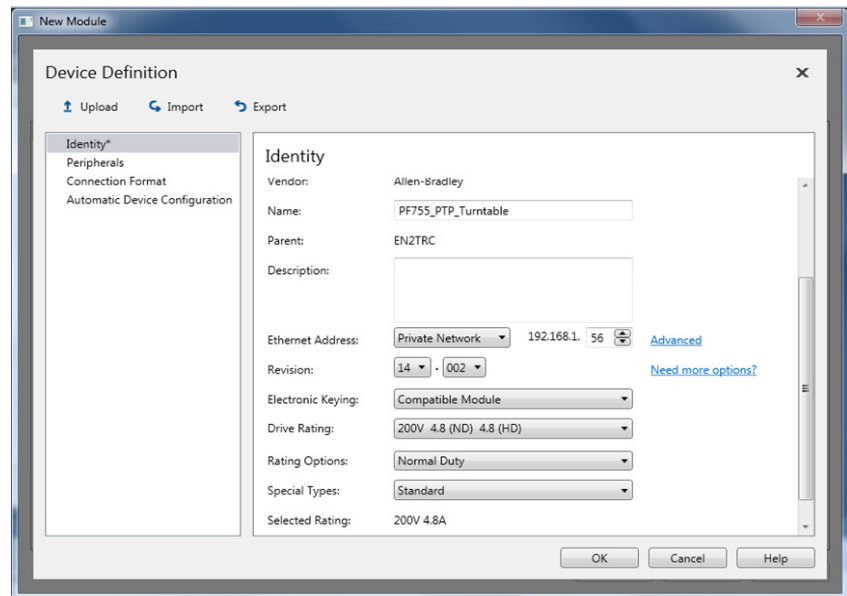 New Module
Device Definition
Upload Import Export
Identity*
Peripherals
Connection Format
Automatic Device Configuration
Identity
Vendor: Allen-Bradley
Name: PF755_PTP_Turntable
Parent: EN2TRC
Description:
Ethernet Address: Private Network 192.168.1. 56 Advanced
Revision: 14 . 002 Need more options?
Electronic Keying: Compatible Module
Drive Rating: 200V 4.8 (ND) 4.8 (HD)
Rating Options: Normal Duty
Special Types: Standard
Selected Rating: 200V 4.8A
OK Cancel Help